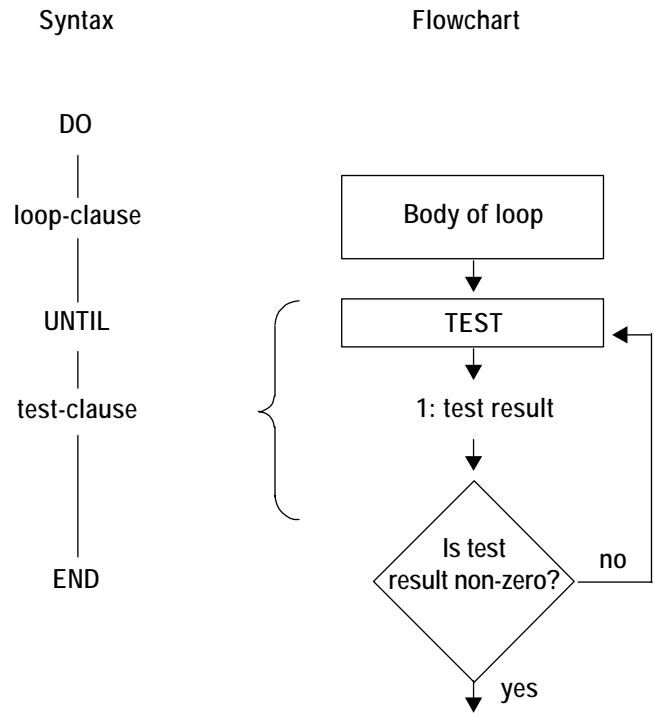 Syntax
Flowchart
DO
loop-clause
UNTIL
test-clause
END
Body of loop
TEST
1: test result
Is test
result non-zero?
no
yes